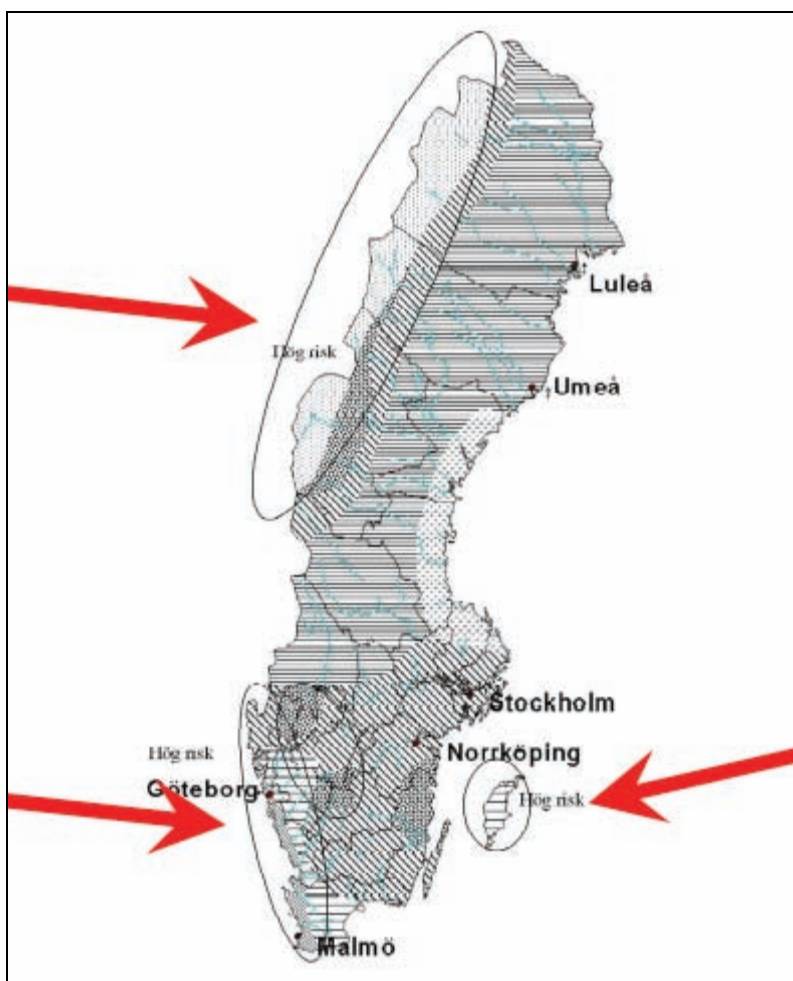 Luleå
Hög risk
Umeå
Stockholm
Hög risk
Norrköping
Göteborg
Hög risk
Malmö